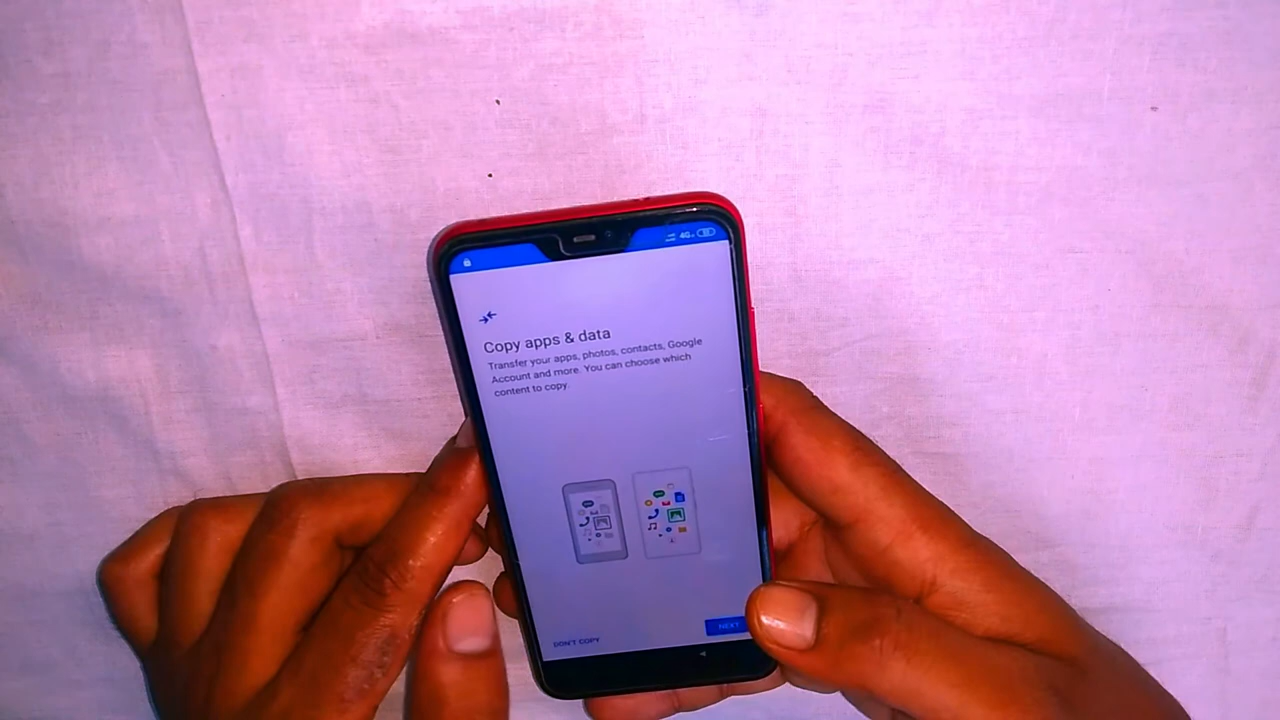 4G
Copy apps & data
Transfer your apps, photos, contacts, Google
Account and more. You can choose which
content to copy.
DON'T COPY
NEXT